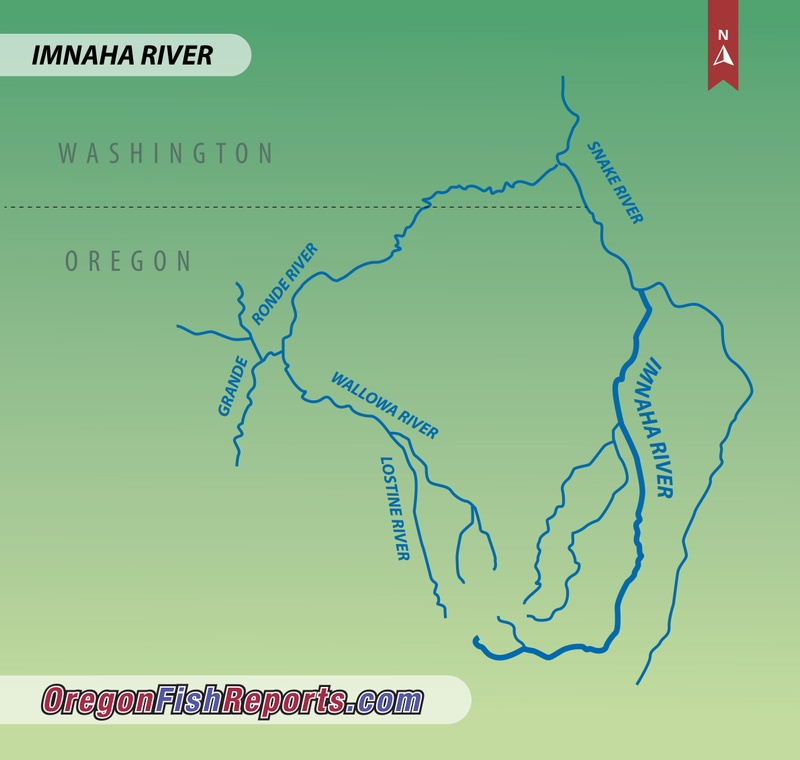 IMNAHA RIVER
N
WASHINGTON
SNAKE RIVER
OREGON
RONDE RIVER
GRANDE
WALLOWA RIVER
IMNAHA RIVER
LOSTINE RIVER
OregonFishReports.com